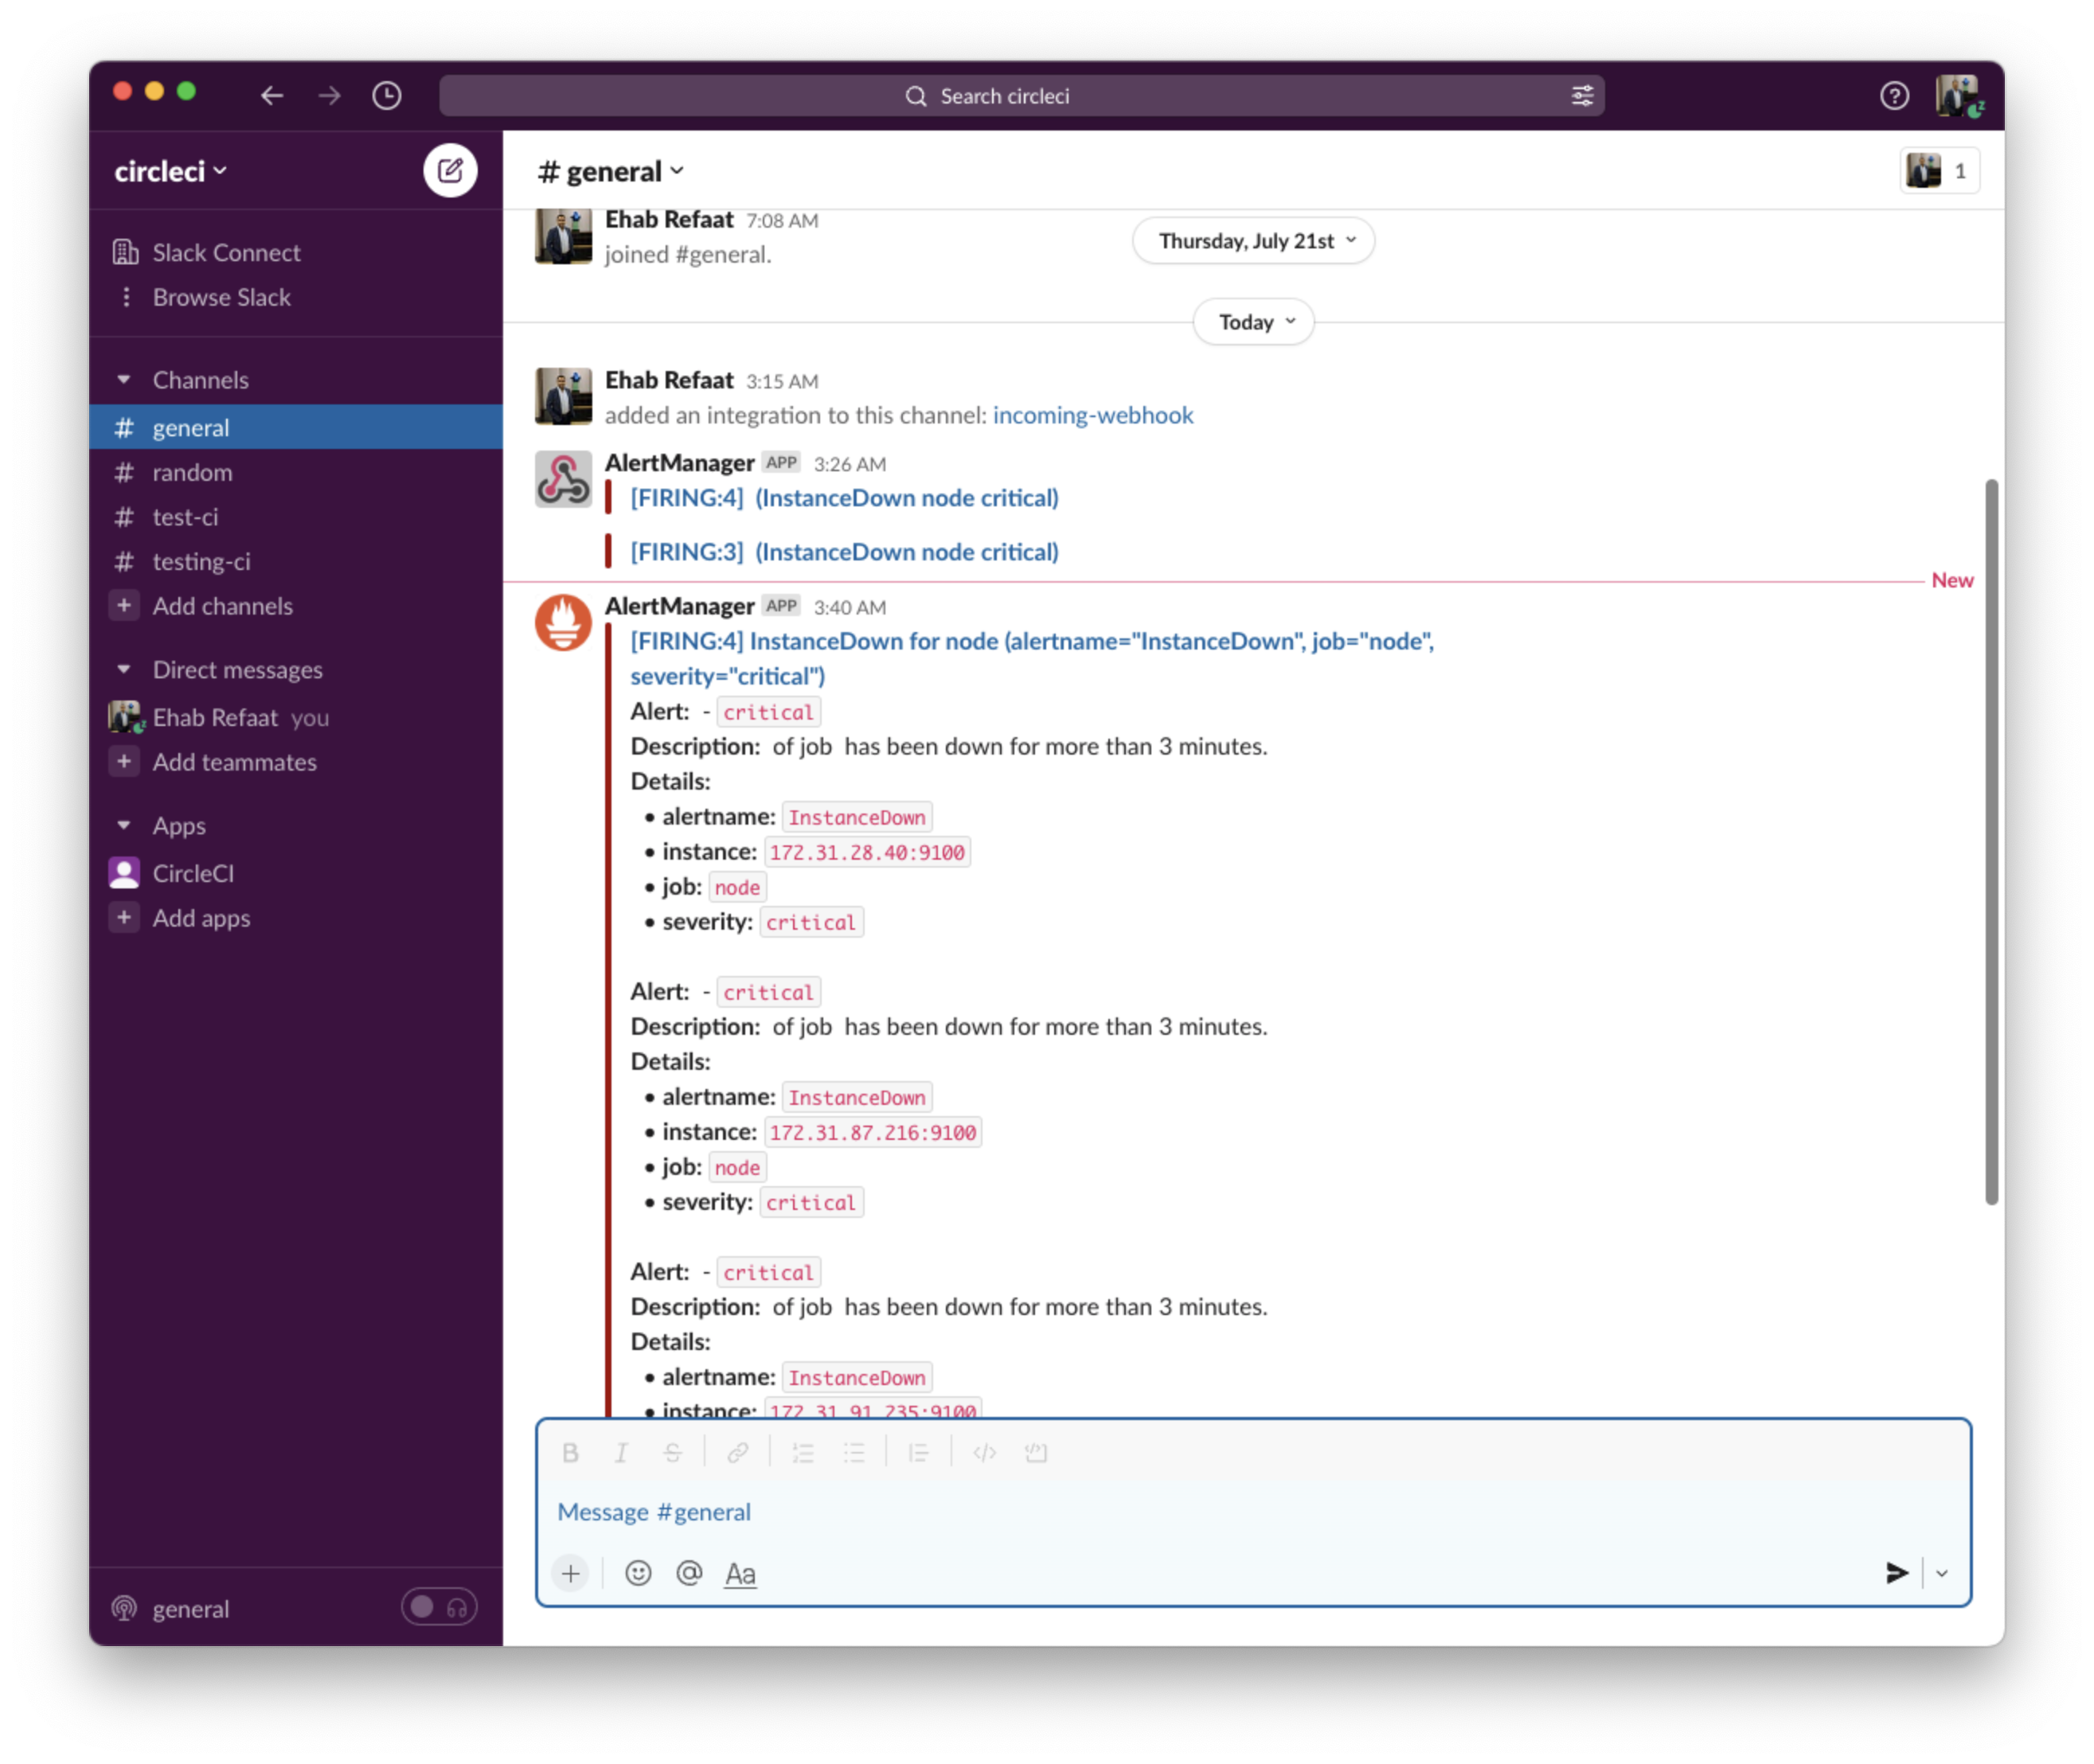 Search circleci
circleci
Slack Connect
Browse Slack
Channels
# general
# random
# test-ci
# testing-ci
+ Add channels
Direct messages
Ehab Refaat you
+ Add teammates
Apps
CircleCI
+ Add apps
general
# general
1
Ehab Refaat 7:08 AM
joined #general.
Thursday, July 21st
Today
Ehab Refaat 3:15 AM
added an integration to this channel: incoming-webhook
AlertManager APP 3:26 AM
[FIRING:4] (InstanceDown node critical)
[FIRING:3] (InstanceDown node critical)
New
AlertManager APP 3:40 AM
[FIRING:4] InstanceDown for node (alertname="InstanceDown", job="node",
severity="critical")
Alert: - critical
Description: of job has been down for more than 3 minutes.
Details:
• alertname: InstanceDown
• instance: 172.31.28.40:9100
• job: node
• severity: critical
Alert: - critical
Description: of job has been down for more than 3 minutes.
Details:
• alertname: InstanceDown
• instance: 172.31.87.216:9100
• job: node
• severity: critical
Alert: - critical
Description: of job has been down for more than 3 minutes.
Details:
• alertname: InstanceDown
• instance: 172.31.91.235:9100
Message #general
Aa